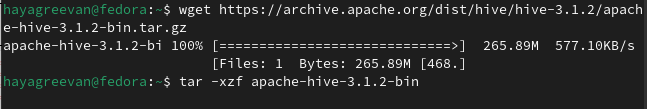 hayagreevan@fedora:~$ wget https://archive.apache.org/dist/hive/hive-3.1.2/apach
e-hive-3.1.2-bin.tar.gz
apache-hive-3.1.2-bi 100% [=============================>] 265.89M 577.10KB/s
[Files: 1 Bytes: 265.89M [468.]
hayagreevan@fedora:~$ tar -xzf apache-hive-3.1.2-bin